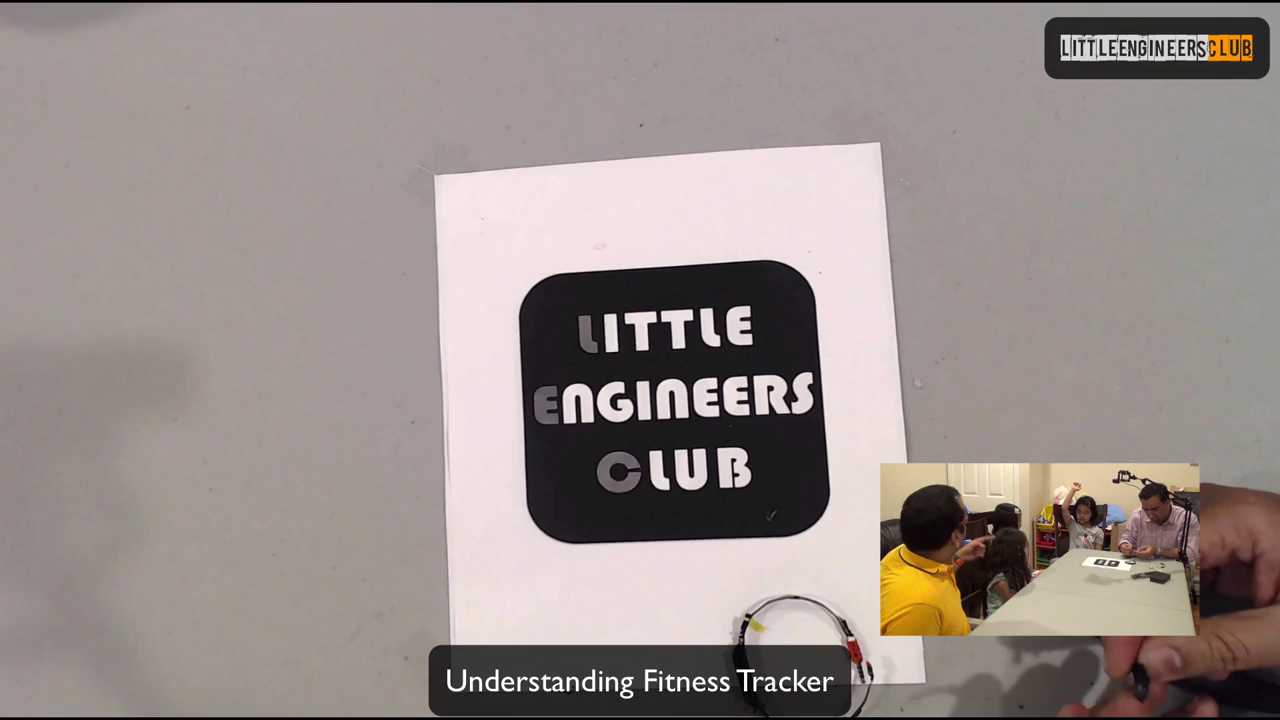 LITTLEENGINEERSCLUB
LITTLE
ENGINEERS
CLUB
Understanding Fitness Tracker